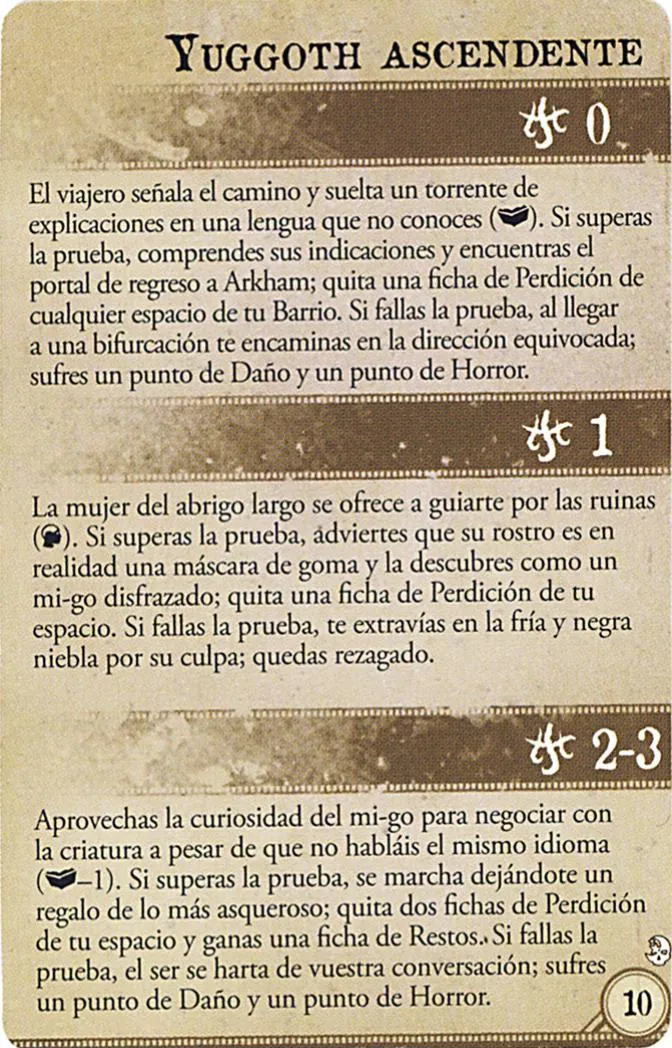 Yuggoth ascendente
0
El viajero señala el camino y suelta un torrente de
explicaciones en una lengua que no conoces (). Si superas
la prueba, comprendes sus indicaciones y encuentras el
portal de regreso a Arkham; quita una ficha de Perdición de
cualquier espacio de tu Barrio. Si fallas la prueba, al llegar
a una bifurcación te encaminas en la dirección equivocada;
sufres un punto de Daño y un punto de Horror.
1
La mujer del abrigo largo se ofrece a guiarte por las ruinas
(). Si superas la prueba, adviertes que su rostro es en
realidad una máscara de goma y la descubres como un
mi-go disfrazado; quita una ficha de Perdición de tu
espacio. Si fallas la prueba, te extravías en la fría y negra
niebla por su culpa; quedas rezagado.
2-3
Aprovechas la curiosidad del mi-go para negociar con
la criatura a pesar de que no habláis el mismo idioma
(–1). Si superas la prueba, se marcha dejándote un
regalo de lo más asqueroso; quita dos fichas de Perdición
de tu espacio y ganas una ficha de Restos. Si fallas la
prueba, el ser se harta de vuestra conversación; sufres
un punto de Daño y un punto de Horror.
10